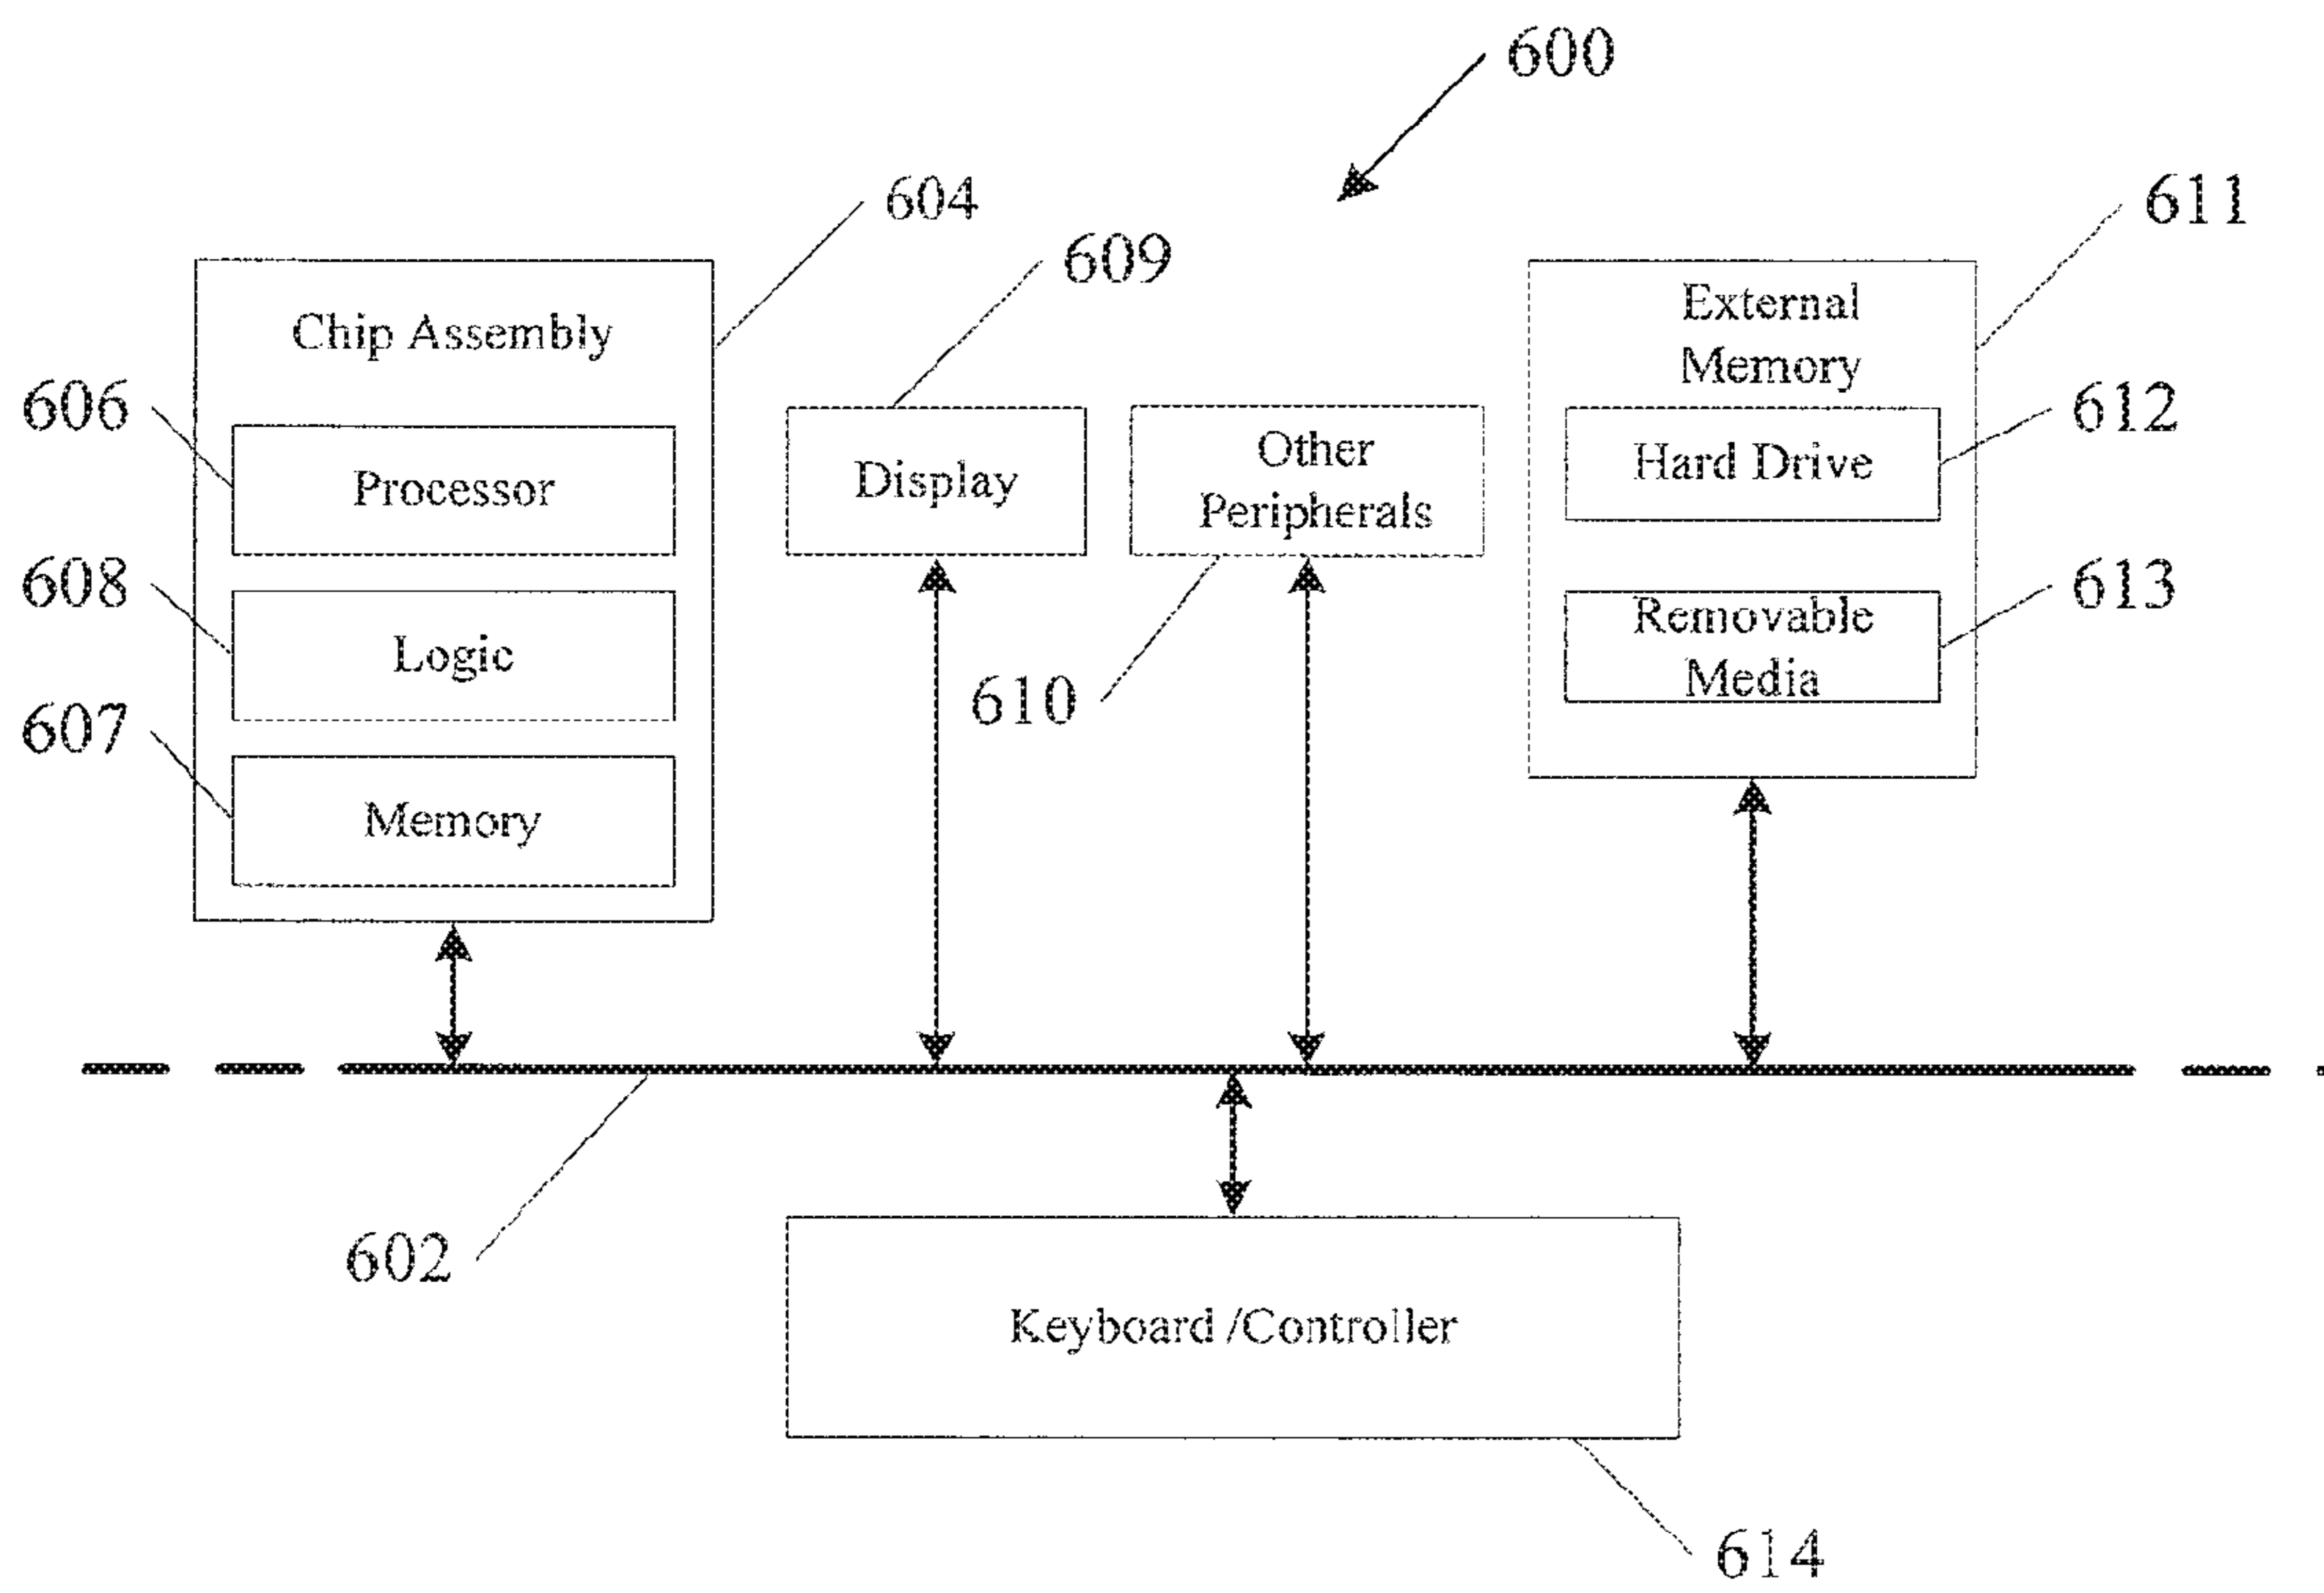 600
604
611
609
External
Chip Assembly
Memory
606
612
Other
Processor
Display
Hard Drive
Peripherals
608
613
Removable
Logic
Media
610
607
Memory
602
Keyboard /Controller
614